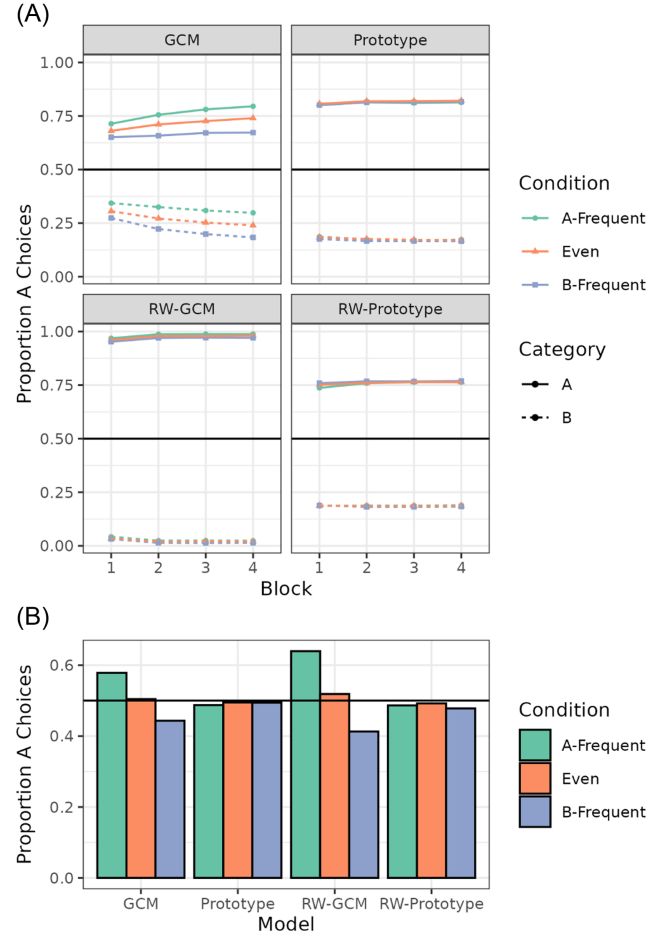 (A)
GCM
Prototype
1.00
0.75
0.50
0.25
0.00
RW-GCM
RW-Prototype
1.00
0.75
0.50
0.25
0.00
1 2 3 4
1 2 3 4
Block
Proportion A Choices
Condition
A-Frequent
Even
B-Frequent
Category
A
B
(B)
0.6
0.4
0.2
0.0
Proportion A Choices
GCM Prototype RW-GCM RW-Prototype
Model
Condition
A-Frequent
Even
B-Frequent